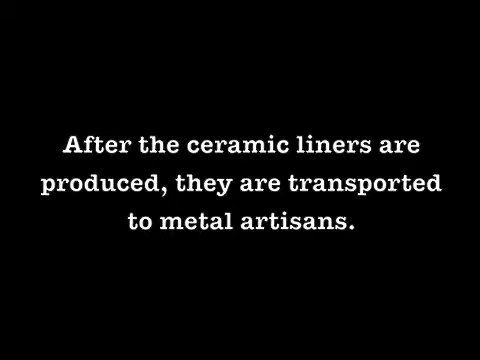 After the ceramic liners are
produced, they are transported
to metal artisans.